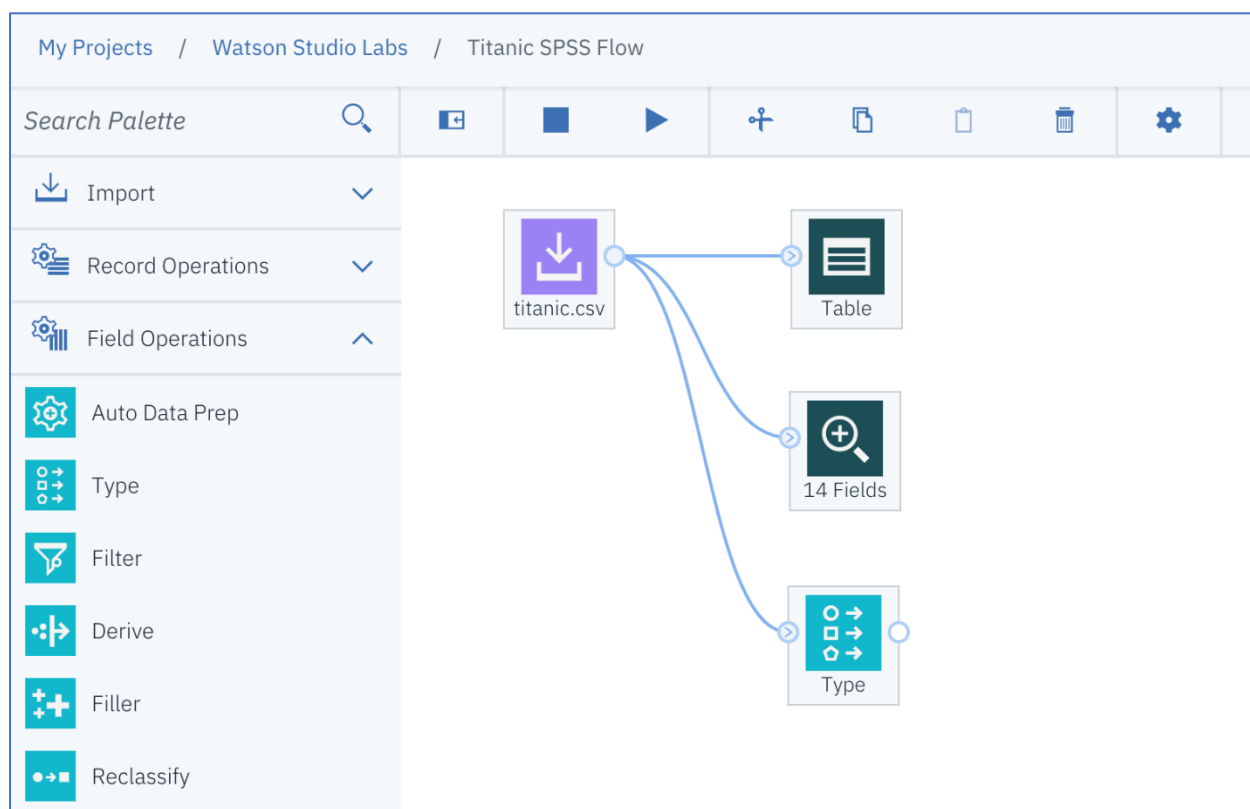 My Projects / Watson Studio Labs / Titanic SPSS Flow
Search Palette
Import
Record Operations
Field Operations
Auto Data Prep
Type
Filter
Derive
Filler
Reclassify
titanic.csv
Table
14 Fields
Type